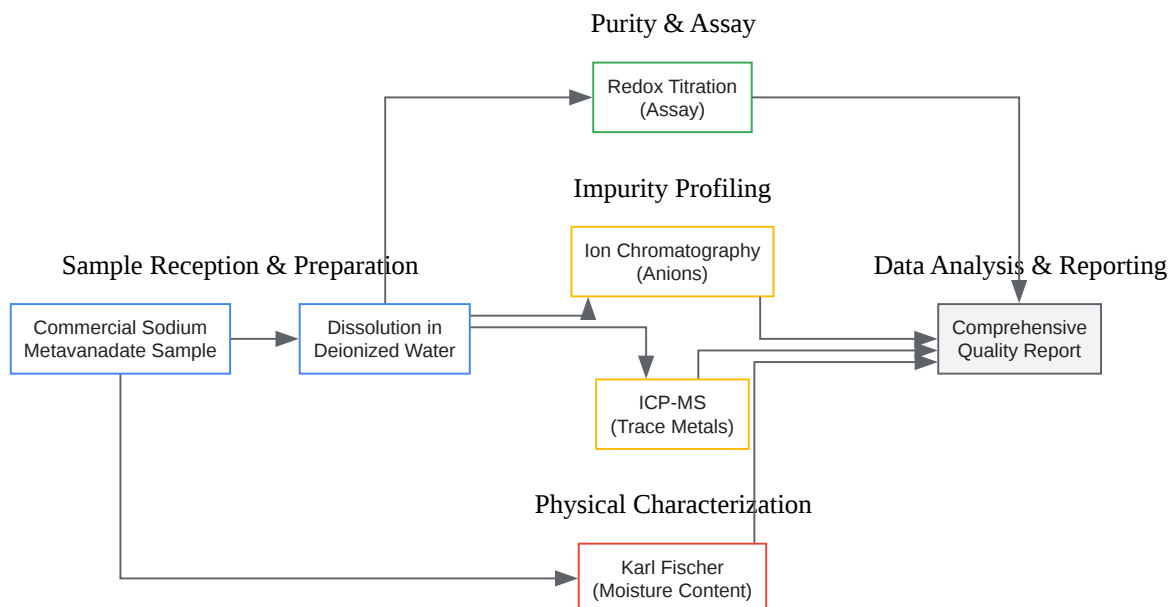 Purity & Assay
Redox Titration
(Assay)
Impurity Profiling
Ion Chromatography
(Anions)
Sample Reception & Preparation
Data Analysis & Reporting
Commercial Sodium
Metavanadate Sample
Dissolution in
Deionized Water
Comprehensive
Quality Report
ICP-MS
(Trace Metals)
Physical Characterization
Karl Fischer
(Moisture Content)